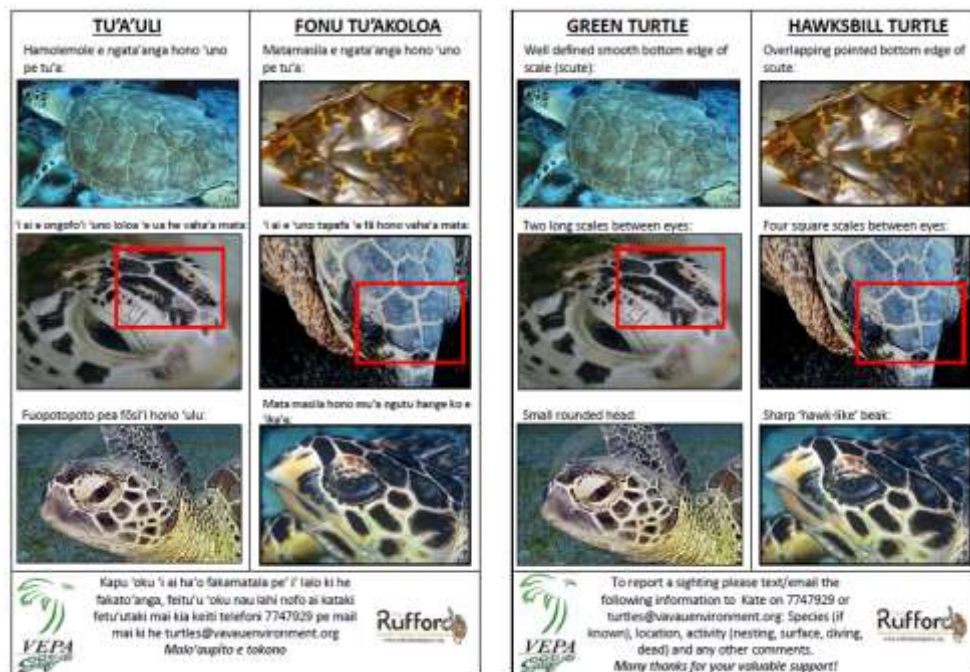 TU'A'ULI
Hamolemole e ngata'anga hono 'uno
pe tu'a:
'i ai e ongofo'i 'uno loloa 'e ua he vaha'a mata:
Fuopotopoto pea fōsi'i hono 'ulu:
FONU TU'AKOLOA
Matamasila e ngata'anga hono 'uno
pe tu'a:
'i ai e 'uno tapafa 'e fā hono vaha'a mata:
Mata masila hono mu'a ngutu hange ko e
Kapu 'oku 'i ai ha'o fakamatala pe' i' lalo ki he
fakato'anga, feitu'u 'oku nau lahi nofo ai kataki
fetu'utaki mai kia keiti telefoni 7747929 pe mail
mai ki he turtles@vavauenvironment.org
Malo'aupito e tokono
VEPA
Rufford
GREEN TURTLE
Well defined smooth bottom edge of
scale (scute):
Two long scales between eyes:
Small rounded head:
HAWKSBILL TURTLE
Overlapping pointed bottom edge of
scute:
Four square scales between eyes:
Sharp 'hawk-like' beak:
To report a sighting please text/email the
following information to Kate on 7747929 or
turtles@vavauenvironment.org: Species (if
known), location, activity (nesting, surface, diving,
dead) and any other comments.
Many thanks for your valuable support!
VEPA
Rufford